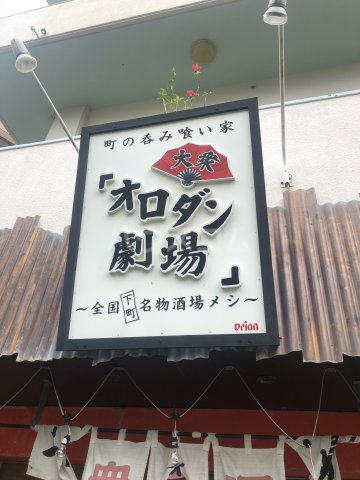 町の呑み喰い家
大衆
「オロダン
劇場」
〜全国下町名物酒場メシ〜
Orion